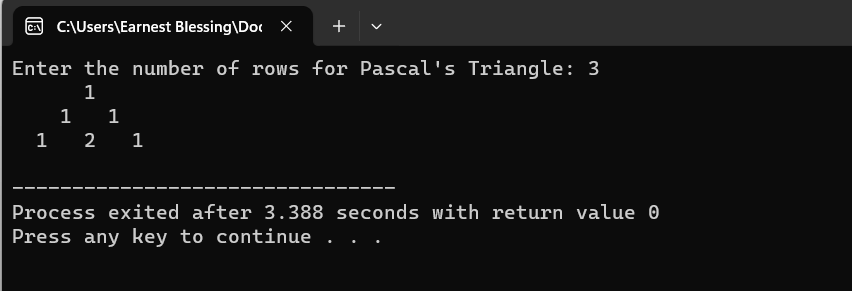 C:\Users\Earnest Blessing\Doc
Enter the number of rows for Pascal's Triangle: 3
      1
    1   1
  1   2   1
--------------------------------
Process exited after 3.388 seconds with return value 0
Press any key to continue . . .